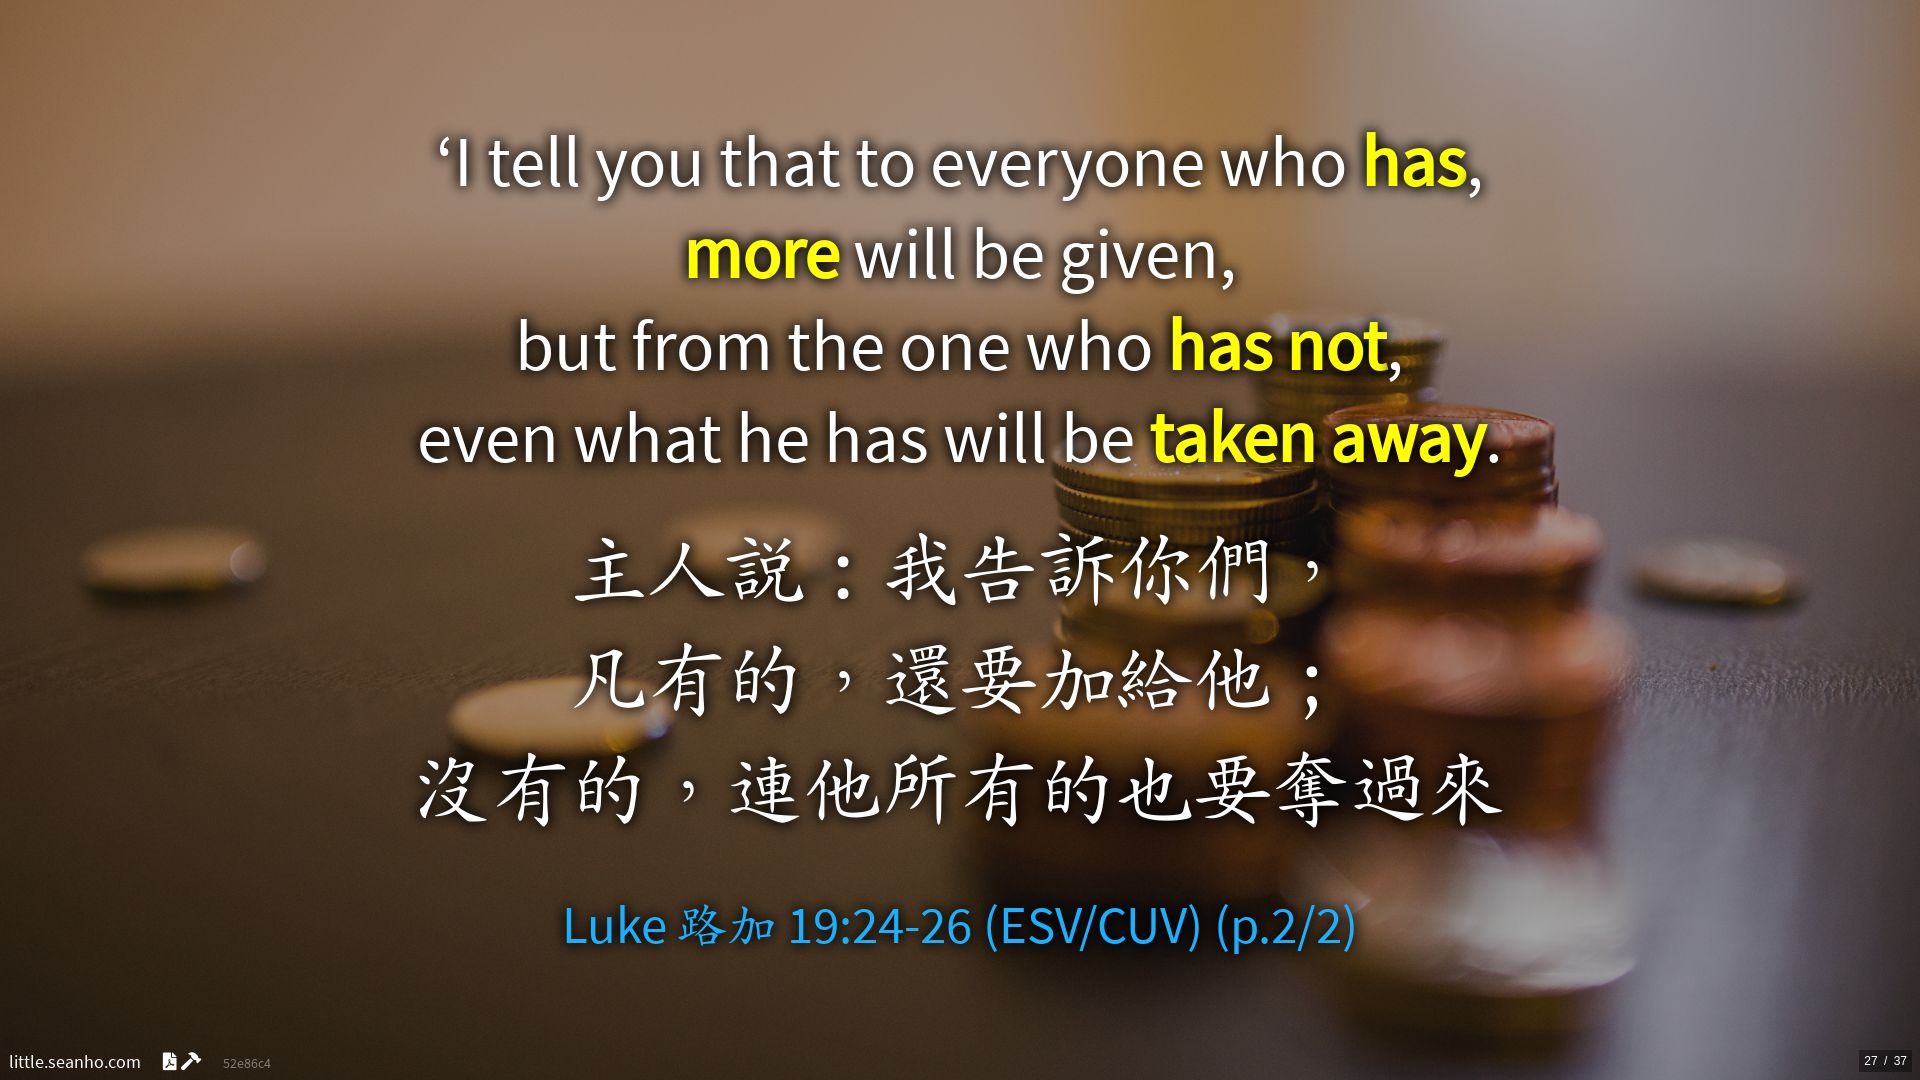 ‘I tell you that to everyone who has,
more will be given,
but from the one who has not,
even what he has will be taken away.
主人説：我告訴你們，
凡有的，還要加給他；
沒有的，連他所有的也要奪過來
Luke 路加 19:24-26 (ESV/CUV) (p.2/2)
little.seanho.com 52e86c4
27 / 37